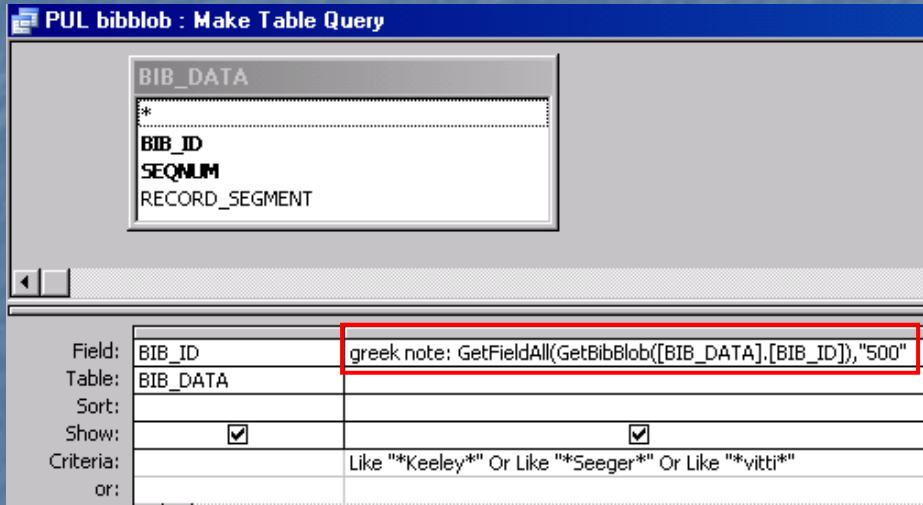 PUL bibblob : Make Table Query
BIB_DATA
*
BIB_ID
SEQNUM
RECORD_SEGMENT
Field: BIB_ID greek note: GetFieldAll(GetBibBlob([BIB_DATA].[BIB_ID]),"500"
Table: BIB_DATA
Sort:
Show:
Criteria: Like "*Keeley*" Or Like "*Seeger*" Or Like "*vitti*"
or: